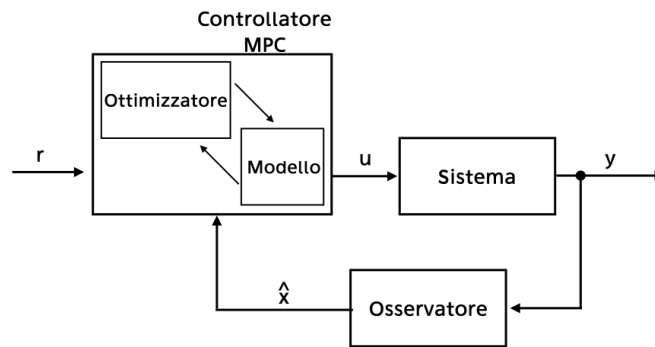 Controllatore
MPC
Ottimizzatore
Modello
r
u
Sistema
y
x̂
Osservatore